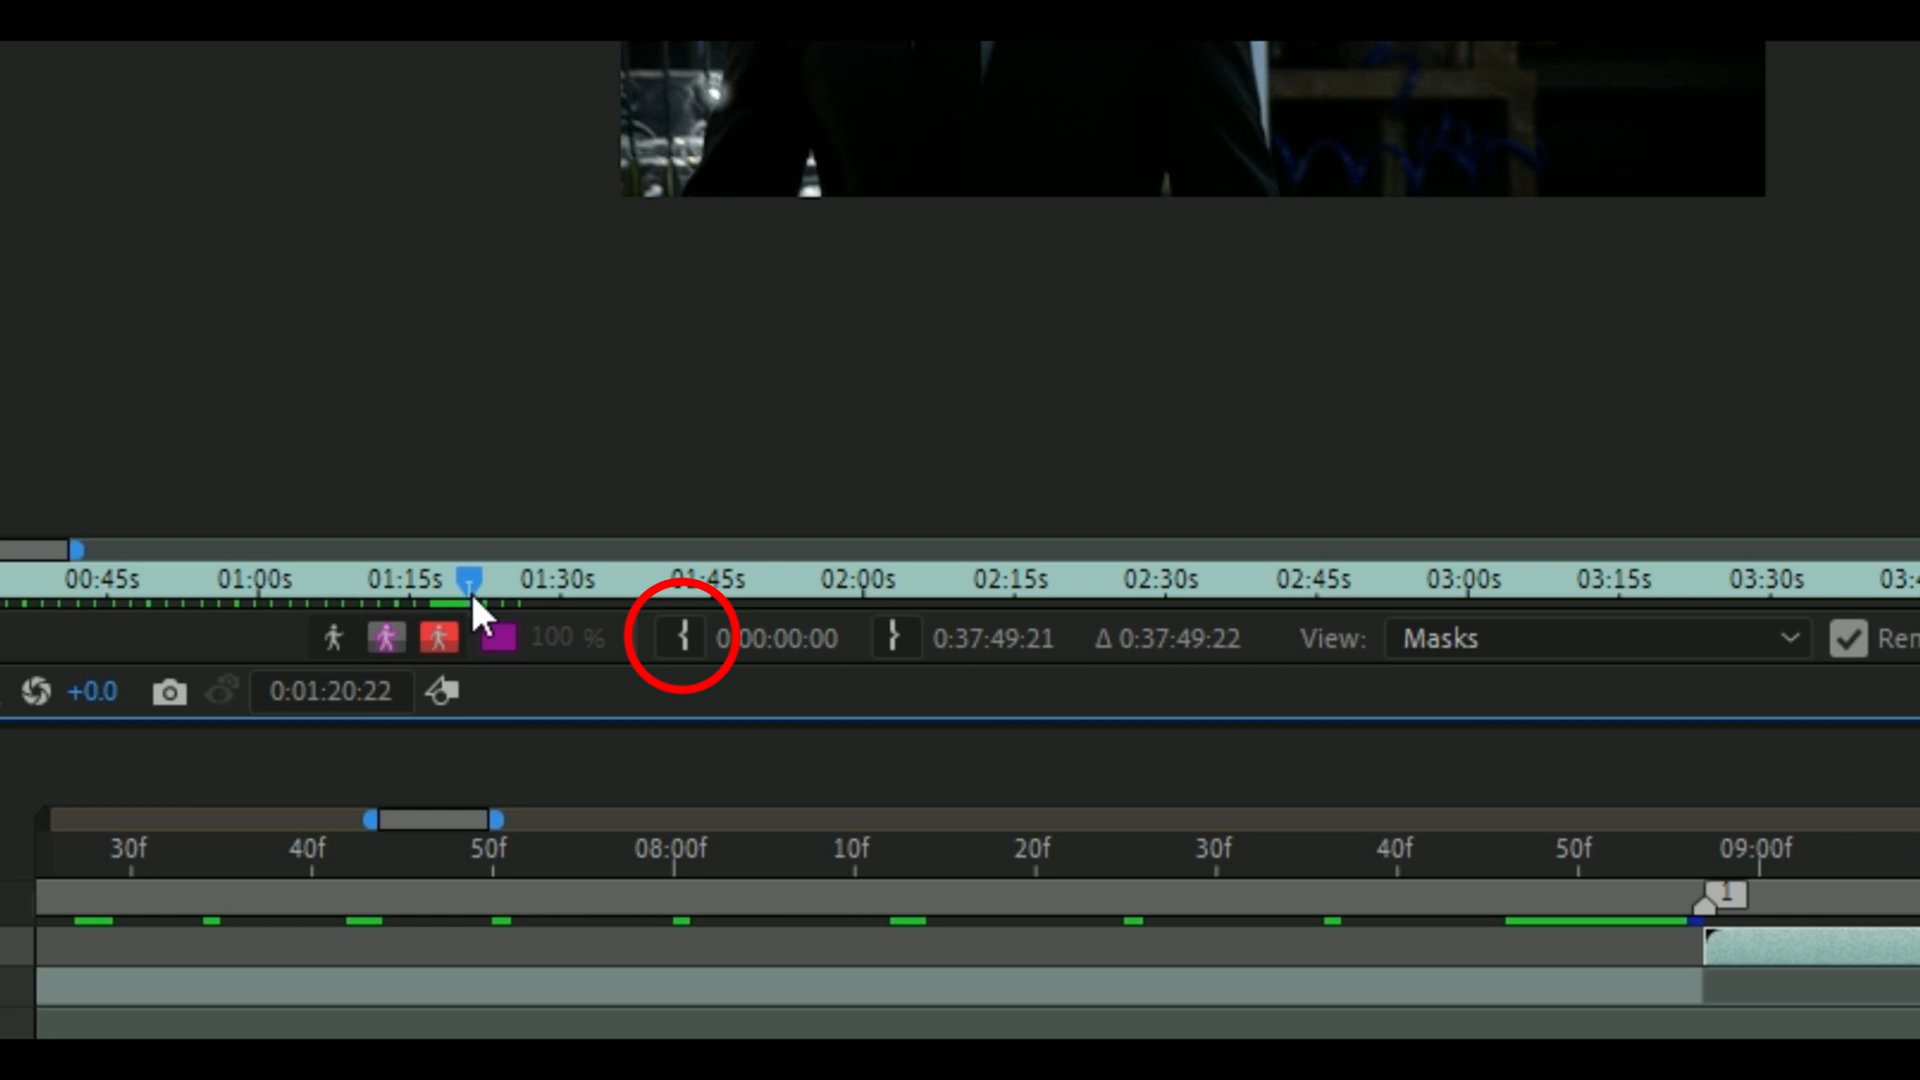 00:45s 01:00s 01:15s 01:30s 01:45s 02:00s 02:15s 02:30s 02:45s 03:00s 03:15s 03:30s
100 % { 0:00:00:00 } 0:37:49:21 Δ 0:37:49:22 View: Masks
+0.0 0:01:20:22
30f 40f 50f 08:00f 10f 20f 30f 40f 50f 09:00f
1